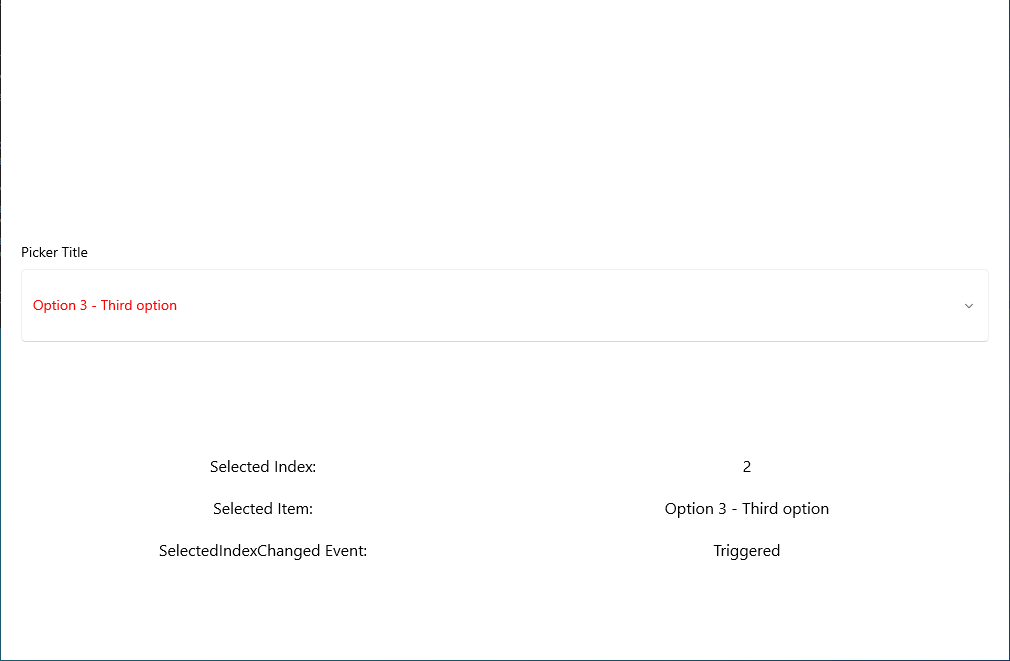 Picker Title
Option 3 - Third option
Selected Index: 2
Selected Item: Option 3 - Third option
SelectedIndexChanged Event: Triggered